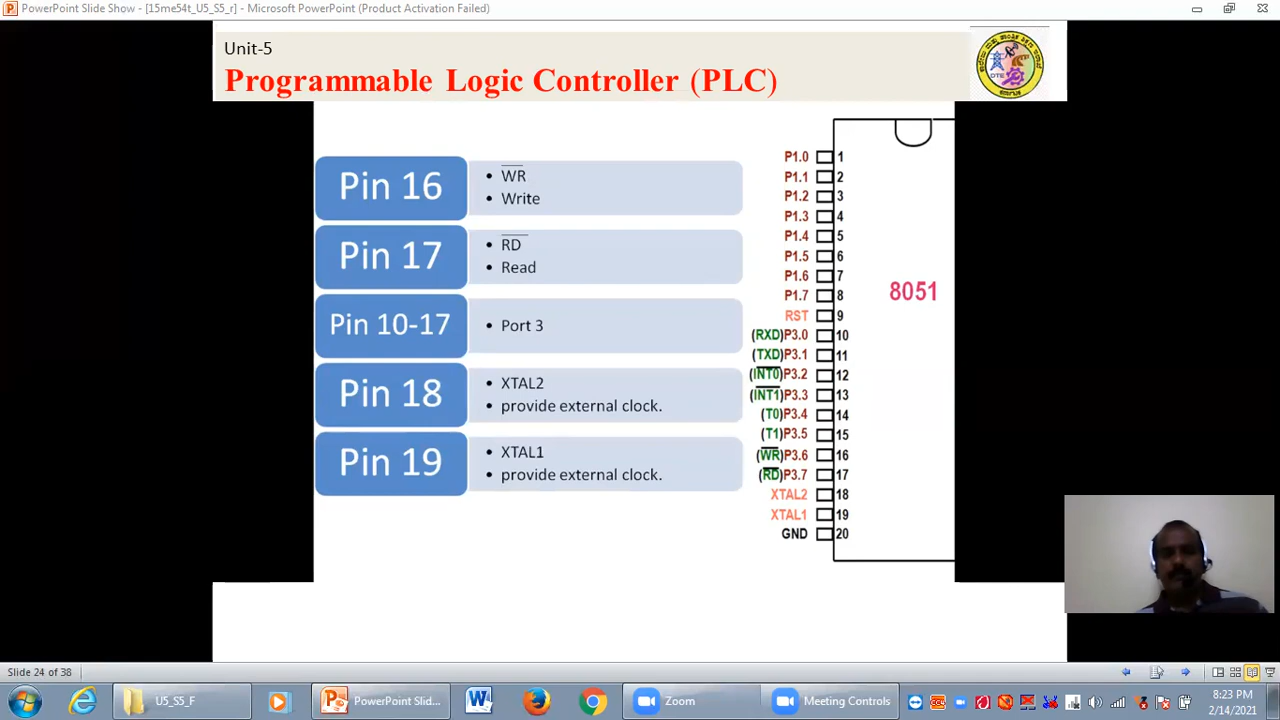 PowerPoint Slide Show - [15me54t_U5_S5_r] - Microsoft PowerPoint (Product Activation Failed)
Unit-5
Programmable Logic Controller (PLC)
DTE
Pin 16
• WR
• Write
Pin 17
• RD
• Read
Pin 10-17
• Port 3
Pin 18
• XTAL2
• provide external clock.
Pin 19
• XTAL1
• provide external clock.
8051
P1.0 1
P1.1 2
P1.2 3
P1.3 4
P1.4 5
P1.5 6
P1.6 7
P1.7 8
RST 9
(RXD)P3.0 10
(TXD)P3.1 11
(INT0)P3.2 12
(INT1)P3.3 13
(T0)P3.4 14
(T1)P3.5 15
(WR)P3.6 16
(RD)P3.7 17
XTAL2 18
XTAL1 19
GND 20
Slide 24 of 38
U5_S5_F
PowerPoint Slid...
Zoom
Meeting Controls
8:23 PM
2/14/2021